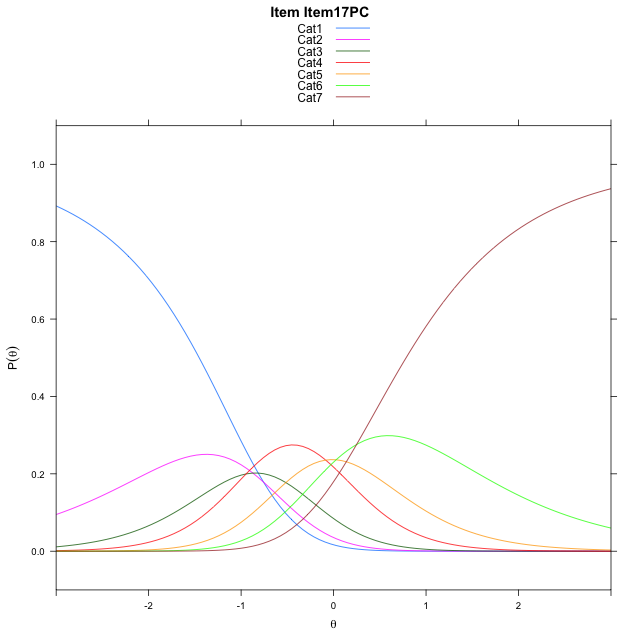 Item Item17PC
Cat1
Cat2
Cat3
Cat4
Cat5
Cat6
Cat7
1.0
0.8
0.6
0.4
0.2
0.0
P(θ)
-2 -1 0 1 2
θ